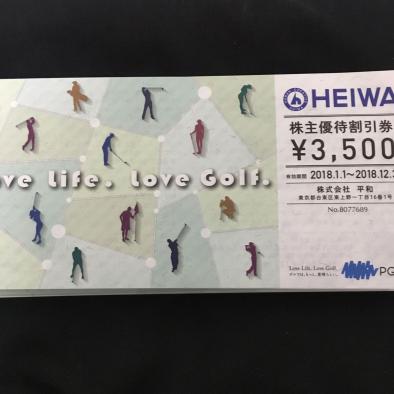 ve Life. Love Golf.
HEIWA
株主優待割引券
¥3,500
有効期間 2018.1.1〜2018.12.3
株式会社 平和
東京都台東区東上野一丁目16番1号
No.8077689
Love Life. Love Golf.
PG